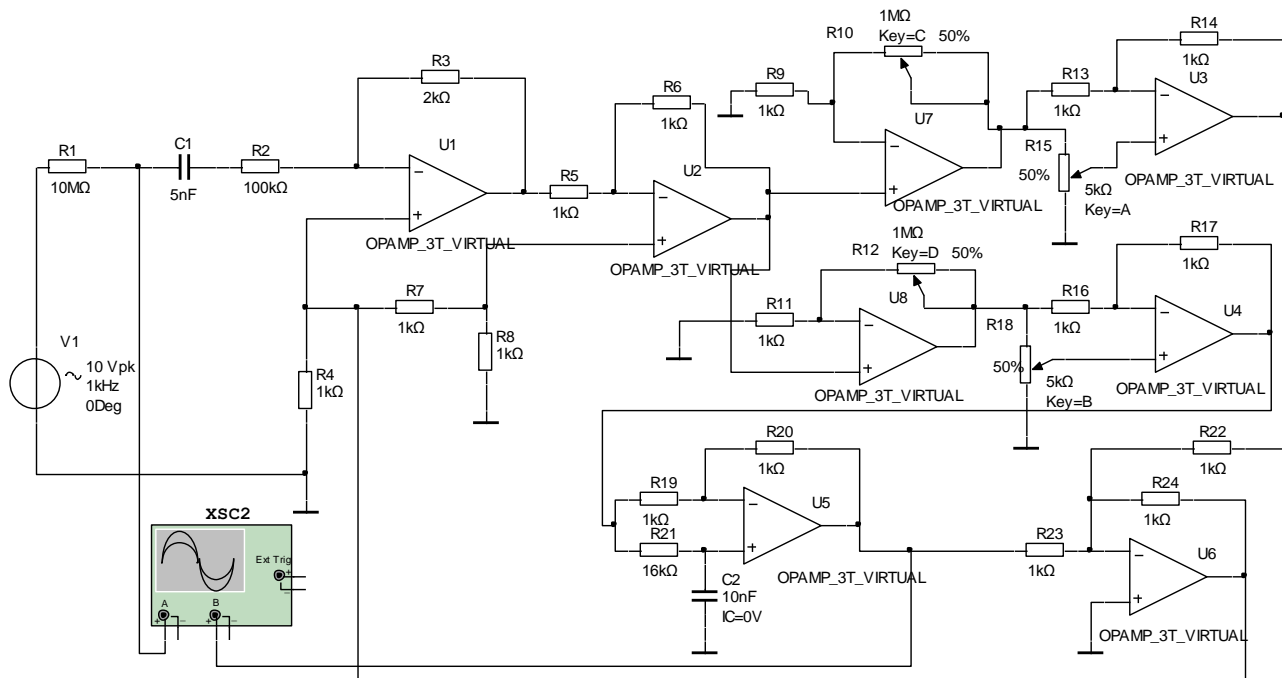 R1
10MΩ
C1
5nF
R2
100kΩ
R3
2kΩ
U1
OPAMP_3T_VIRTUAL
R4
1kΩ
V1
10 Vpk
1kHz
0Deg
R5
1kΩ
R6
1kΩ
U2
OPAMP_3T_VIRTUAL
R7
1kΩ
R8
1kΩ
R9
1kΩ
R10
1MΩ
Key=C
50%
U7
OPAMP_3T_VIRTUAL
R13
1kΩ
R14
1kΩ
U3
OPAMP_3T_VIRTUAL
R15
50%
5kΩ
Key=A
R11
1kΩ
R12
1MΩ
Key=D
50%
U8
OPAMP_3T_VIRTUAL
R16
1kΩ
R17
1kΩ
U4
OPAMP_3T_VIRTUAL
R18
50%
5kΩ
Key=B
R19
1kΩ
R20
1kΩ
R21
16kΩ
U5
OPAMP_3T_VIRTUAL
C2
10nF
IC=0V
R22
1kΩ
R24
1kΩ
R23
1kΩ
U6
OPAMP_3T_VIRTUAL
XSC2
Ext Trig
A
B